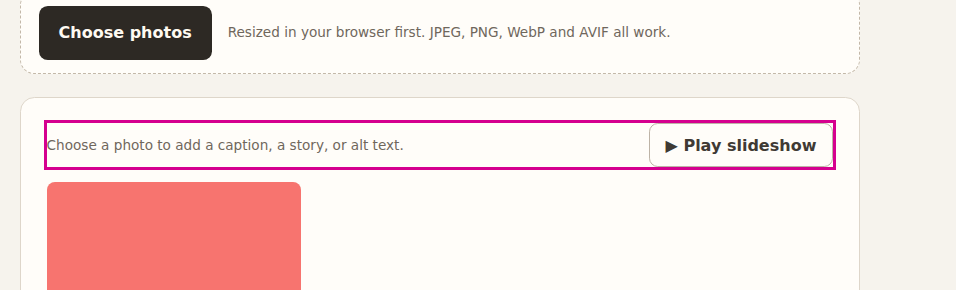 Choose photos
Resized in your browser first. JPEG, PNG, WebP and AVIF all work.
Choose a photo to add a caption, a story, or alt text.
▶ Play slideshow